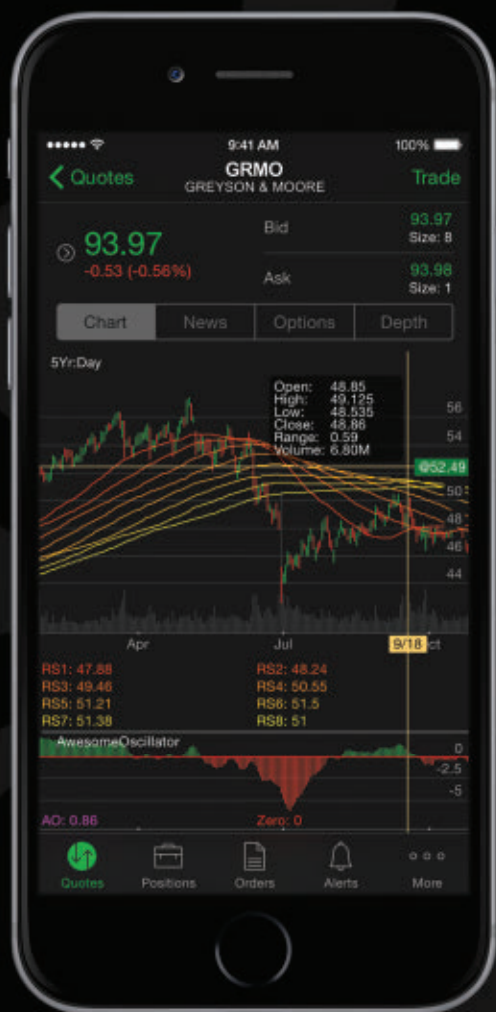 9:41 AM
100%
Quotes
GRMO
GREYSON & MOORE
Trade
93.97
-0.53 (-0.56%)
Bid
93.97
Size: 8
Ask
93.98
Size: 1
Chart
News
Options
Depth
5Yr:Day
Open: 48.85
High: 49.125
Low: 48.535
Close: 48.86
Range: 0.59
Volume: 6.80M
56
54
@52.49
50
48
46
44
Apr
Jul
9/18
ct
RS1: 47.88
RS2: 48.24
RS3: 49.46
RS4: 50.55
RS5: 51.21
RS6: 51.5
RS7: 51.38
RS8: 51
AwesomeOscillator
0
-2.5
-5
AO: 0.86
Zero: 0
Quotes
Positions
Orders
Alerts
More